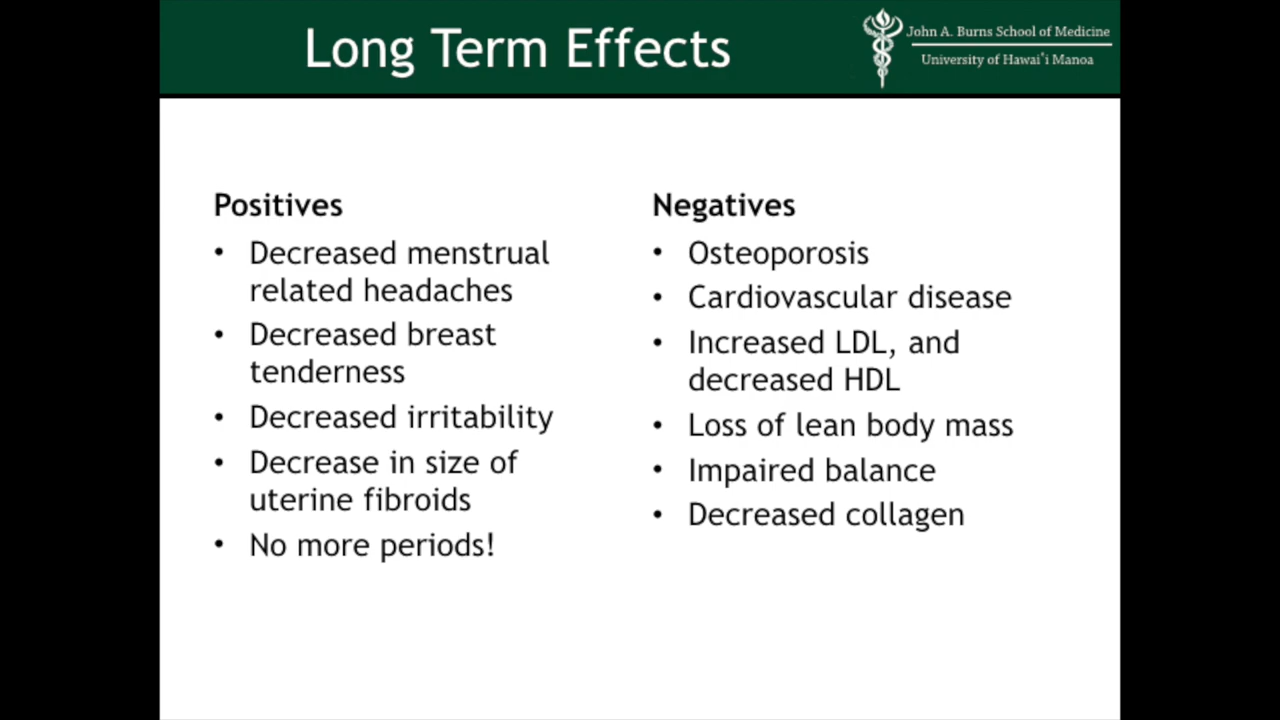 Long Term Effects
John A. Burns School of Medicine
University of Hawai`i Manoa
Positives
• Decreased menstrual
related headaches
• Decreased breast
tenderness
• Decreased irritability
• Decrease in size of
uterine fibroids
• No more periods!
Negatives
• Osteoporosis
• Cardiovascular disease
• Increased LDL, and
decreased HDL
• Loss of lean body mass
• Impaired balance
• Decreased collagen